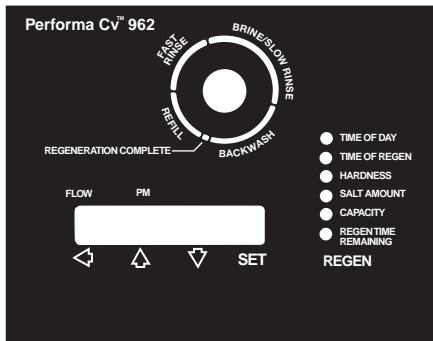 Performa Cv™ 962
FAST RINSE
BRINE/SLOW RINSE
REFILL
BACKWASH
REGENERATION COMPLETE
TIME OF DAY
TIME OF REGEN
HARDNESS
SALT AMOUNT
CAPACITY
REGEN TIME
REMAINING
FLOW PM
SET REGEN